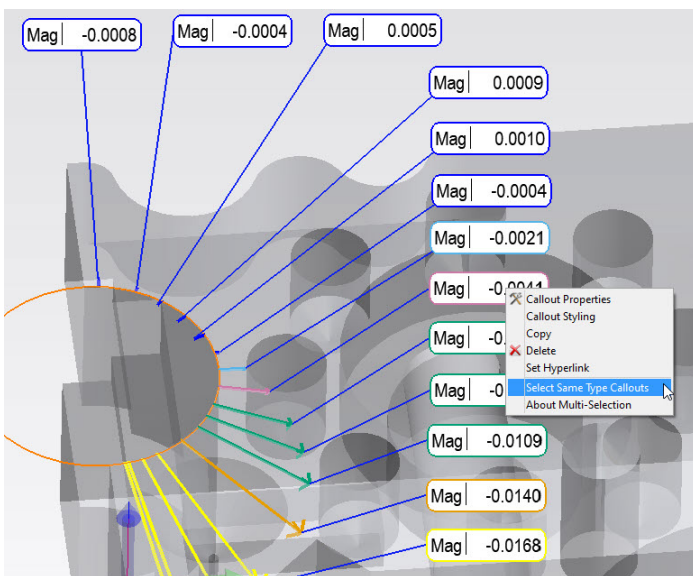 Mag -0.0008
Mag -0.0004
Mag 0.0005
Mag 0.0009
Mag 0.0010
Mag -0.0004
Mag -0.0021
Mag
Callout Properties
Callout Styling
Mag
Copy
Delete
Set Hyperlink
Mag
Select Same Type Callouts
About Multi-Selection
Mag -0.0109
Mag -0.0140
Mag -0.0168